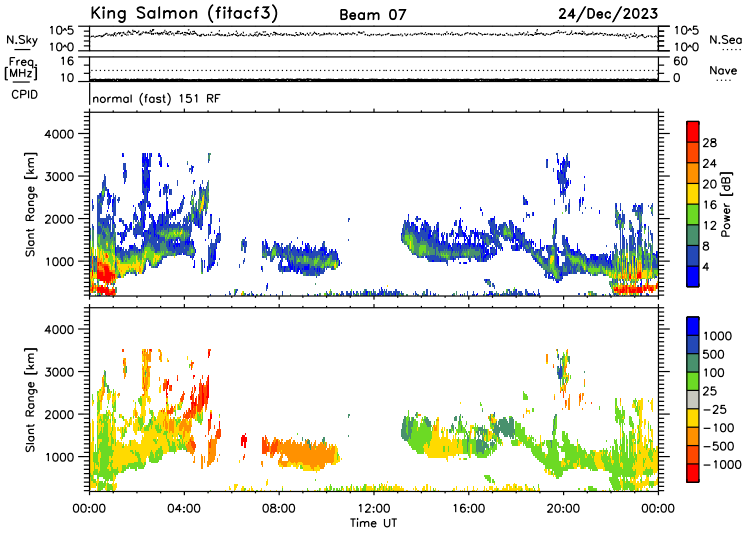 King Salmon (fitacf3) Beam 07 24/Dec/2023
N.Sky 10^5 10^0 10^5 10^0 N.Sea
Freq. [MHz] 16 10 60 0 Nave
CPID normal (fast) 151 RF
Slant Range [km] 4000 3000 2000 1000
28 24 20 16 12 8 4 Power [dB]
Slant Range [km] 4000 3000 2000 1000
1000 500 100 25 -25 -100 -500 -1000
00:00 04:00 08:00 12:00 16:00 20:00 00:00
Time UT